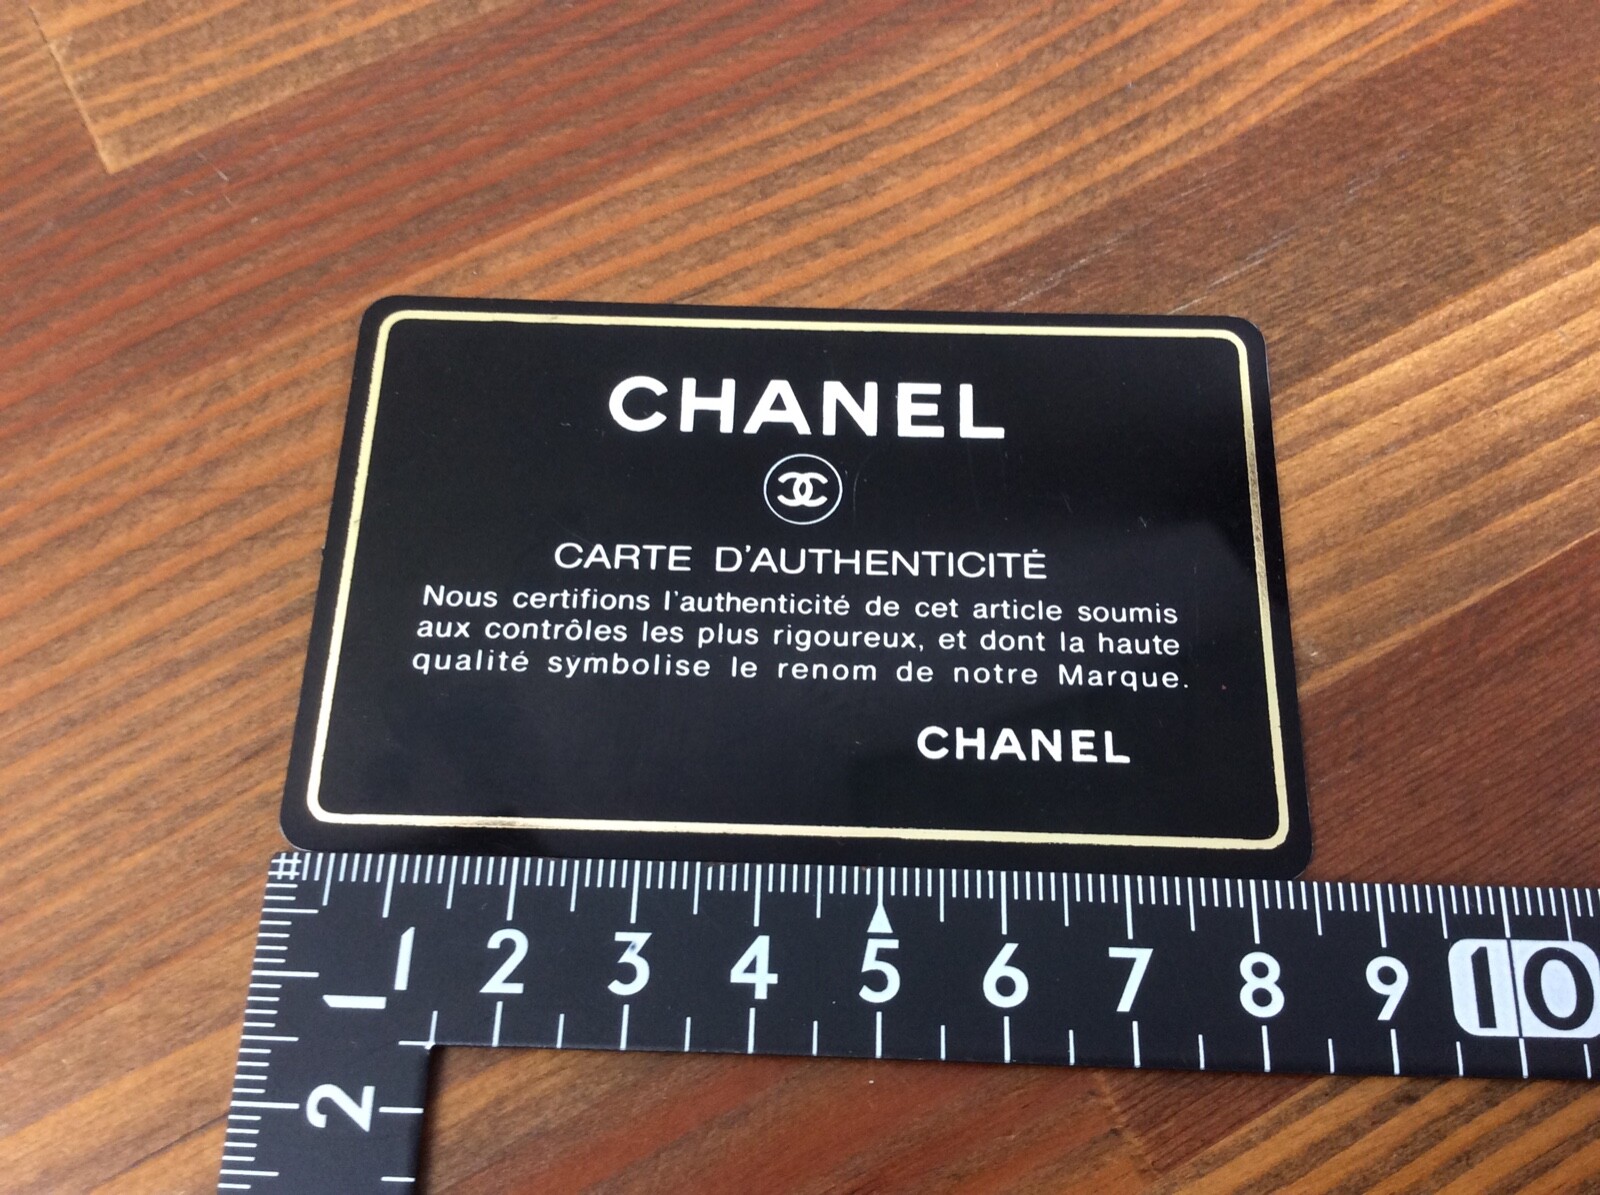 CHANEL
CARTE D'AUTHENTICITÉ
Nous certifions l'authenticité de cet article soumis
aux contrôles les plus rigoureux, et dont la haute
qualité symbolise le renom de notre Marque.
CHANEL
1 2 3 4 5 6 7 8 9 10
1
2